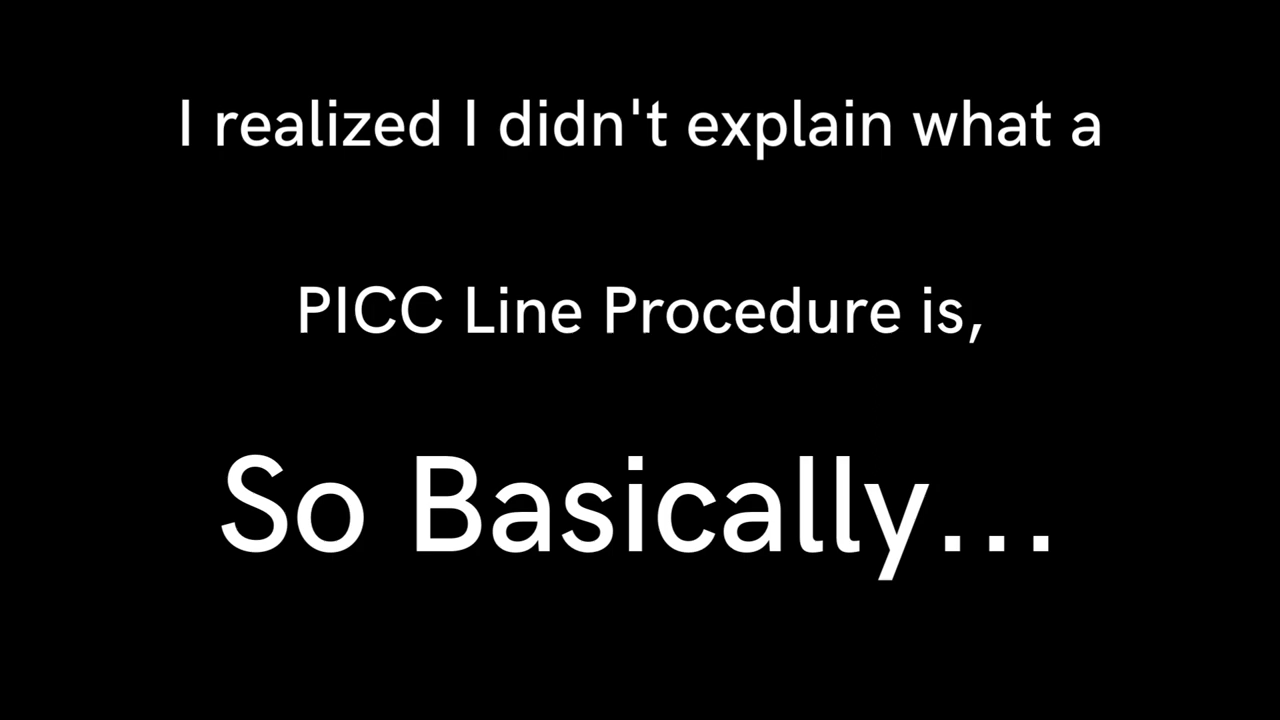 I realized I didn't explain what a
PICC Line Procedure is,
So Basically...